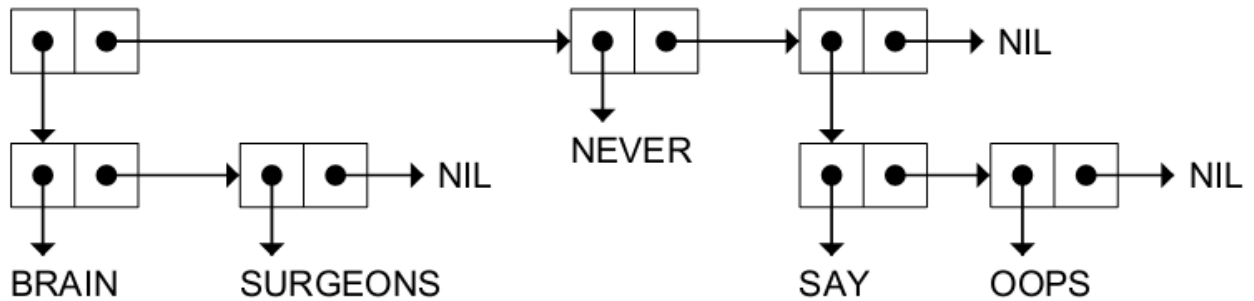 NIL
NEVER
NIL
NIL
BRAIN SURGEONS SAY OOPS